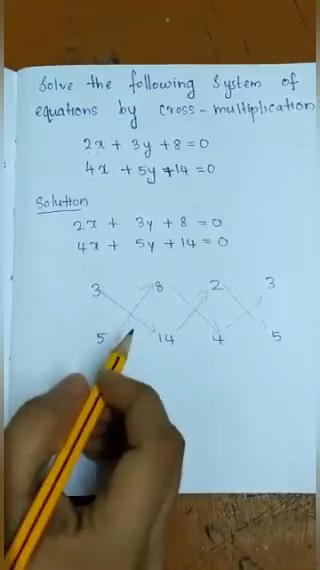 Solve the following System of
equations by cross-multiplication
2x + 3y + 8 = 0
4x + 5y + 14 = 0
Solution
2x + 3y + 8 = 0
4x + 5y + 14 = 0
3 8 2 3
5 14 4 5